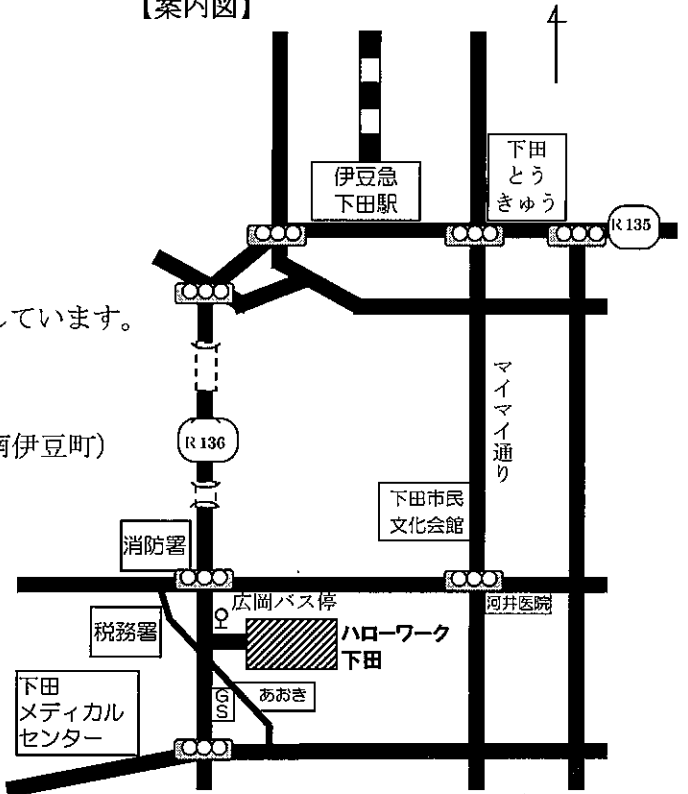 【案内図】
伊豆急
下田駅
下田
とう
きゅう
R 135
しています。
マイマイ通り
南伊豆町)
R 136
下田市民
文化会館
消防署
広岡バス停
河井医院
税務署
ハローワーク
下田
下田
メディカル
センター
GS
あおき